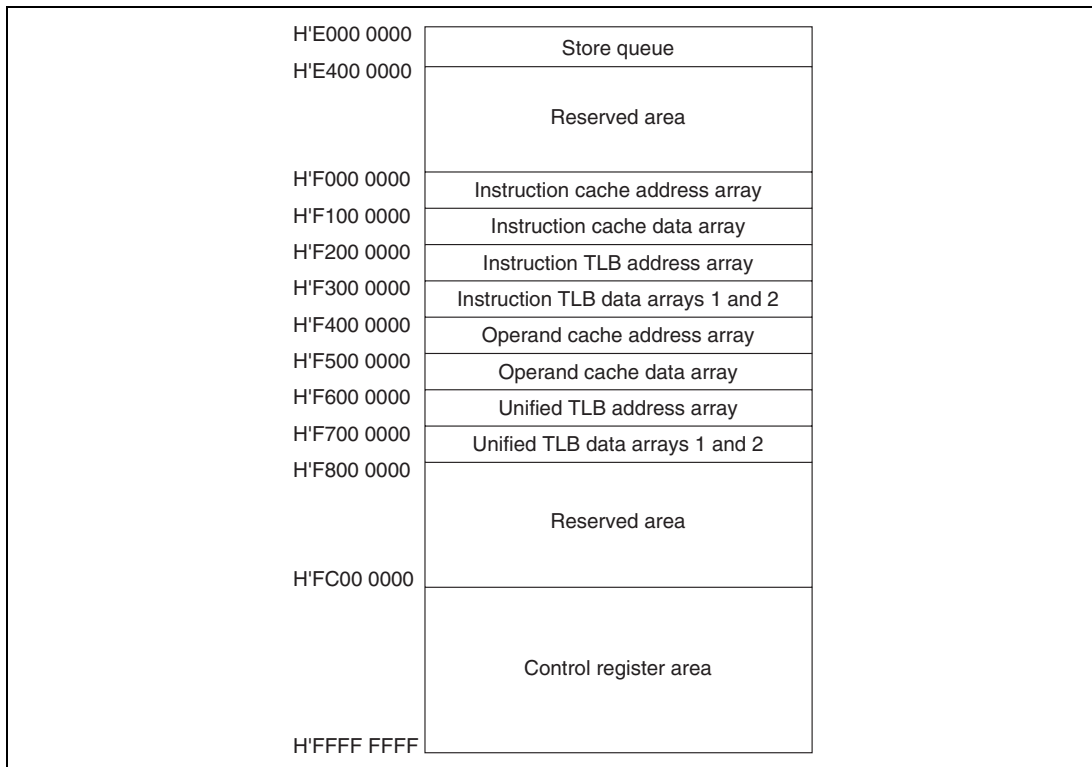 H'E000 0000
Store queue
H'E400 0000
Reserved area
H'F000 0000
Instruction cache address array
H'F100 0000
Instruction cache data array
H'F200 0000
Instruction TLB address array
H'F300 0000
Instruction TLB data arrays 1 and 2
H'F400 0000
Operand cache address array
H'F500 0000
Operand cache data array
H'F600 0000
Unified TLB address array
H'F700 0000
Unified TLB data arrays 1 and 2
H'F800 0000
Reserved area
H'FC00 0000
Control register area
H'FFFF FFFF